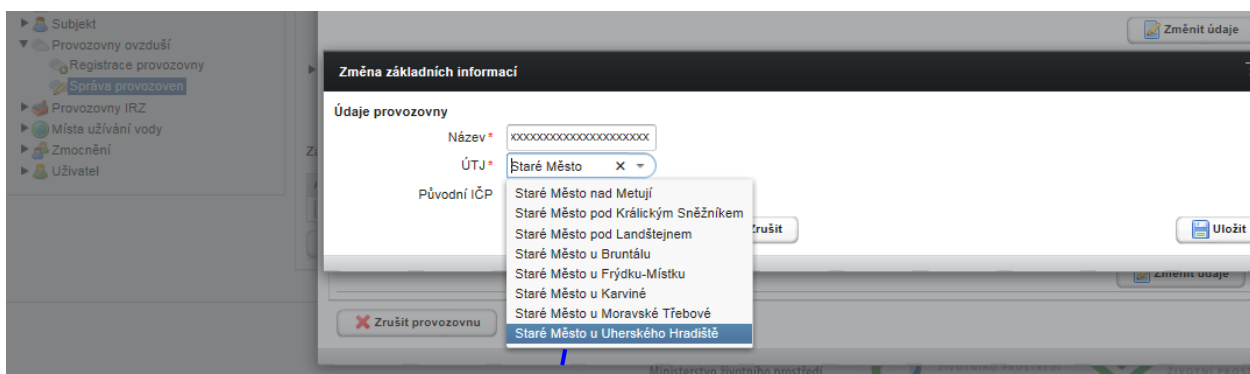 Subjekt
Provozovny ovzduší
Registrace provozovny
Správa provozoven
Provozovny IRZ
Místa užívání vody
Zmocnění
Uživatel
Změnit údaje
Změna základních informací
Údaje provozovny
Název*
xxxxxxxxxxxxxxxxxxxxx
ÚTJ*
Staré Město
Původní IČP
Staré Město nad Metují
Staré Město pod Králickým Sněžníkem
Staré Město pod Landštejnem
Staré Město u Bruntálu
Staré Město u Frýdku-Místku
Staré Město u Karviné
Staré Město u Moravské Třebové
Staré Město u Uherského Hradiště
Zrušit
Uložit
Změnit údaje
Zrušit provozovnu
Ministerstvo životního prostředí